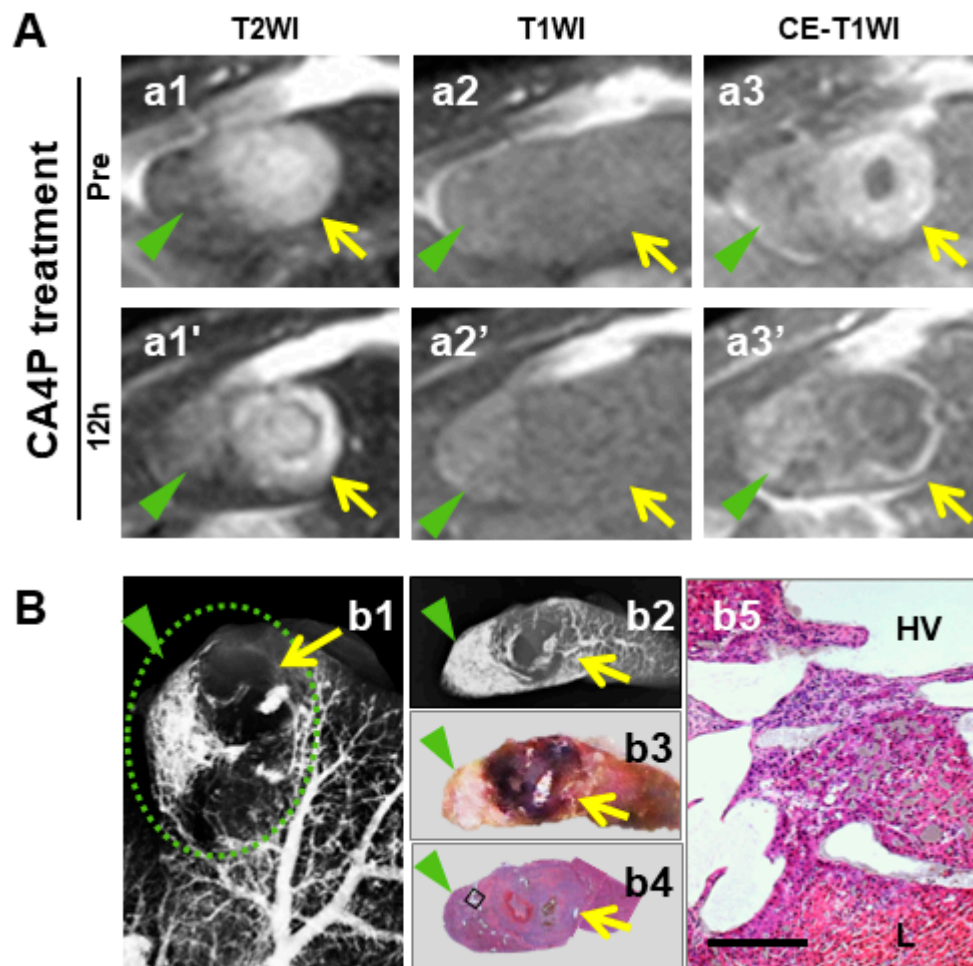 A
T2WI
T1WI
CE-T1WI
CA4P treatment
Pre
a1
a2
a3
12h
a1'
a2’
a3’
B
b1
b2
b3
b4
b5
HV
L